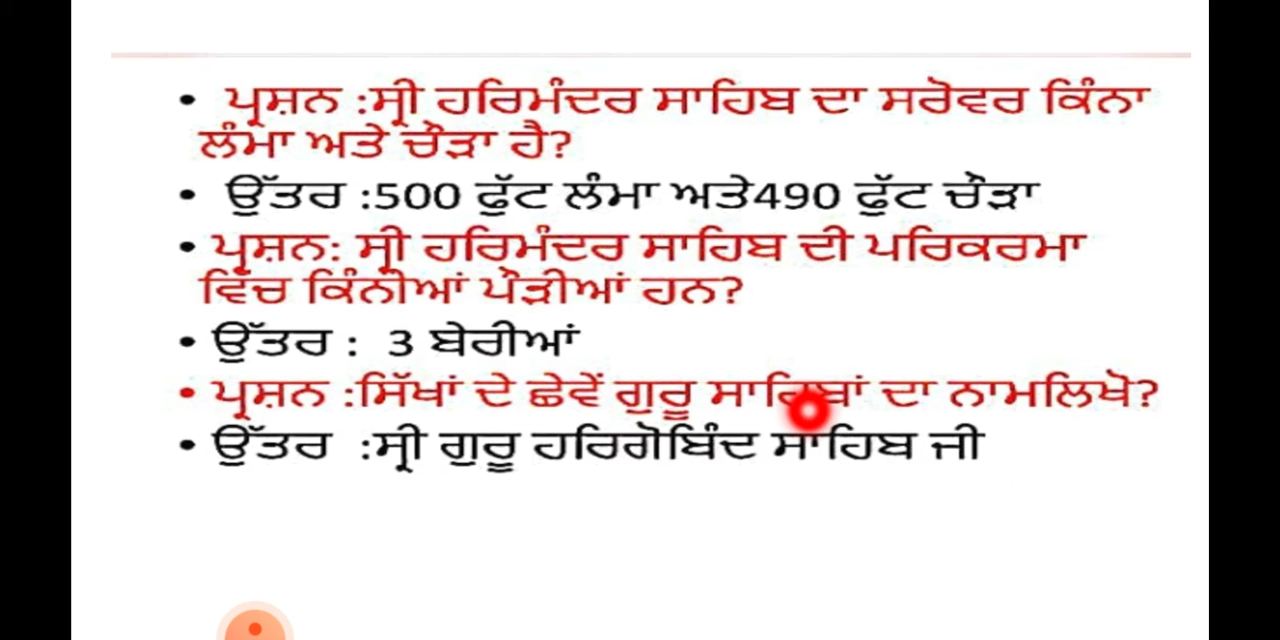 • ਪ੍ਰਸ਼ਨ :ਸ੍ਰੀ ਹਰਿਮੰਦਰ ਸਾਹਿਬ ਦਾ ਸਰੋਵਰ ਕਿੰਨਾ
ਲੰਮਾ ਅਤੇ ਚੌੜਾ ਹੈ?
• ਉੱਤਰ :500 ਫੁੱਟ ਲੰਮਾ ਅਤੇ490 ਫੁੱਟ ਚੌੜਾ
• ਪ੍ਰਸ਼ਨ: ਸ੍ਰੀ ਹਰਿਮੰਦਰ ਸਾਹਿਬ ਦੀ ਪਰਿਕਰਮਾ
ਵਿੱਚ ਕਿੰਨੀਆਂ ਪੌੜੀਆਂ ਹਨ?
• ਉੱਤਰ : 3 ਬੇਰੀਆਂ
• ਪ੍ਰਸ਼ਨ :ਸਿੱਖਾਂ ਦੇ ਛੇਵੇਂ ਗੁਰੂ ਸਾਹਿਬਾਂ ਦਾ ਨਾਮਲਿਖੋ?
• ਉੱਤਰ :ਸ੍ਰੀ ਗੁਰੂ ਹਰਿਗੋਬਿੰਦ ਸਾਹਿਬ ਜੀ